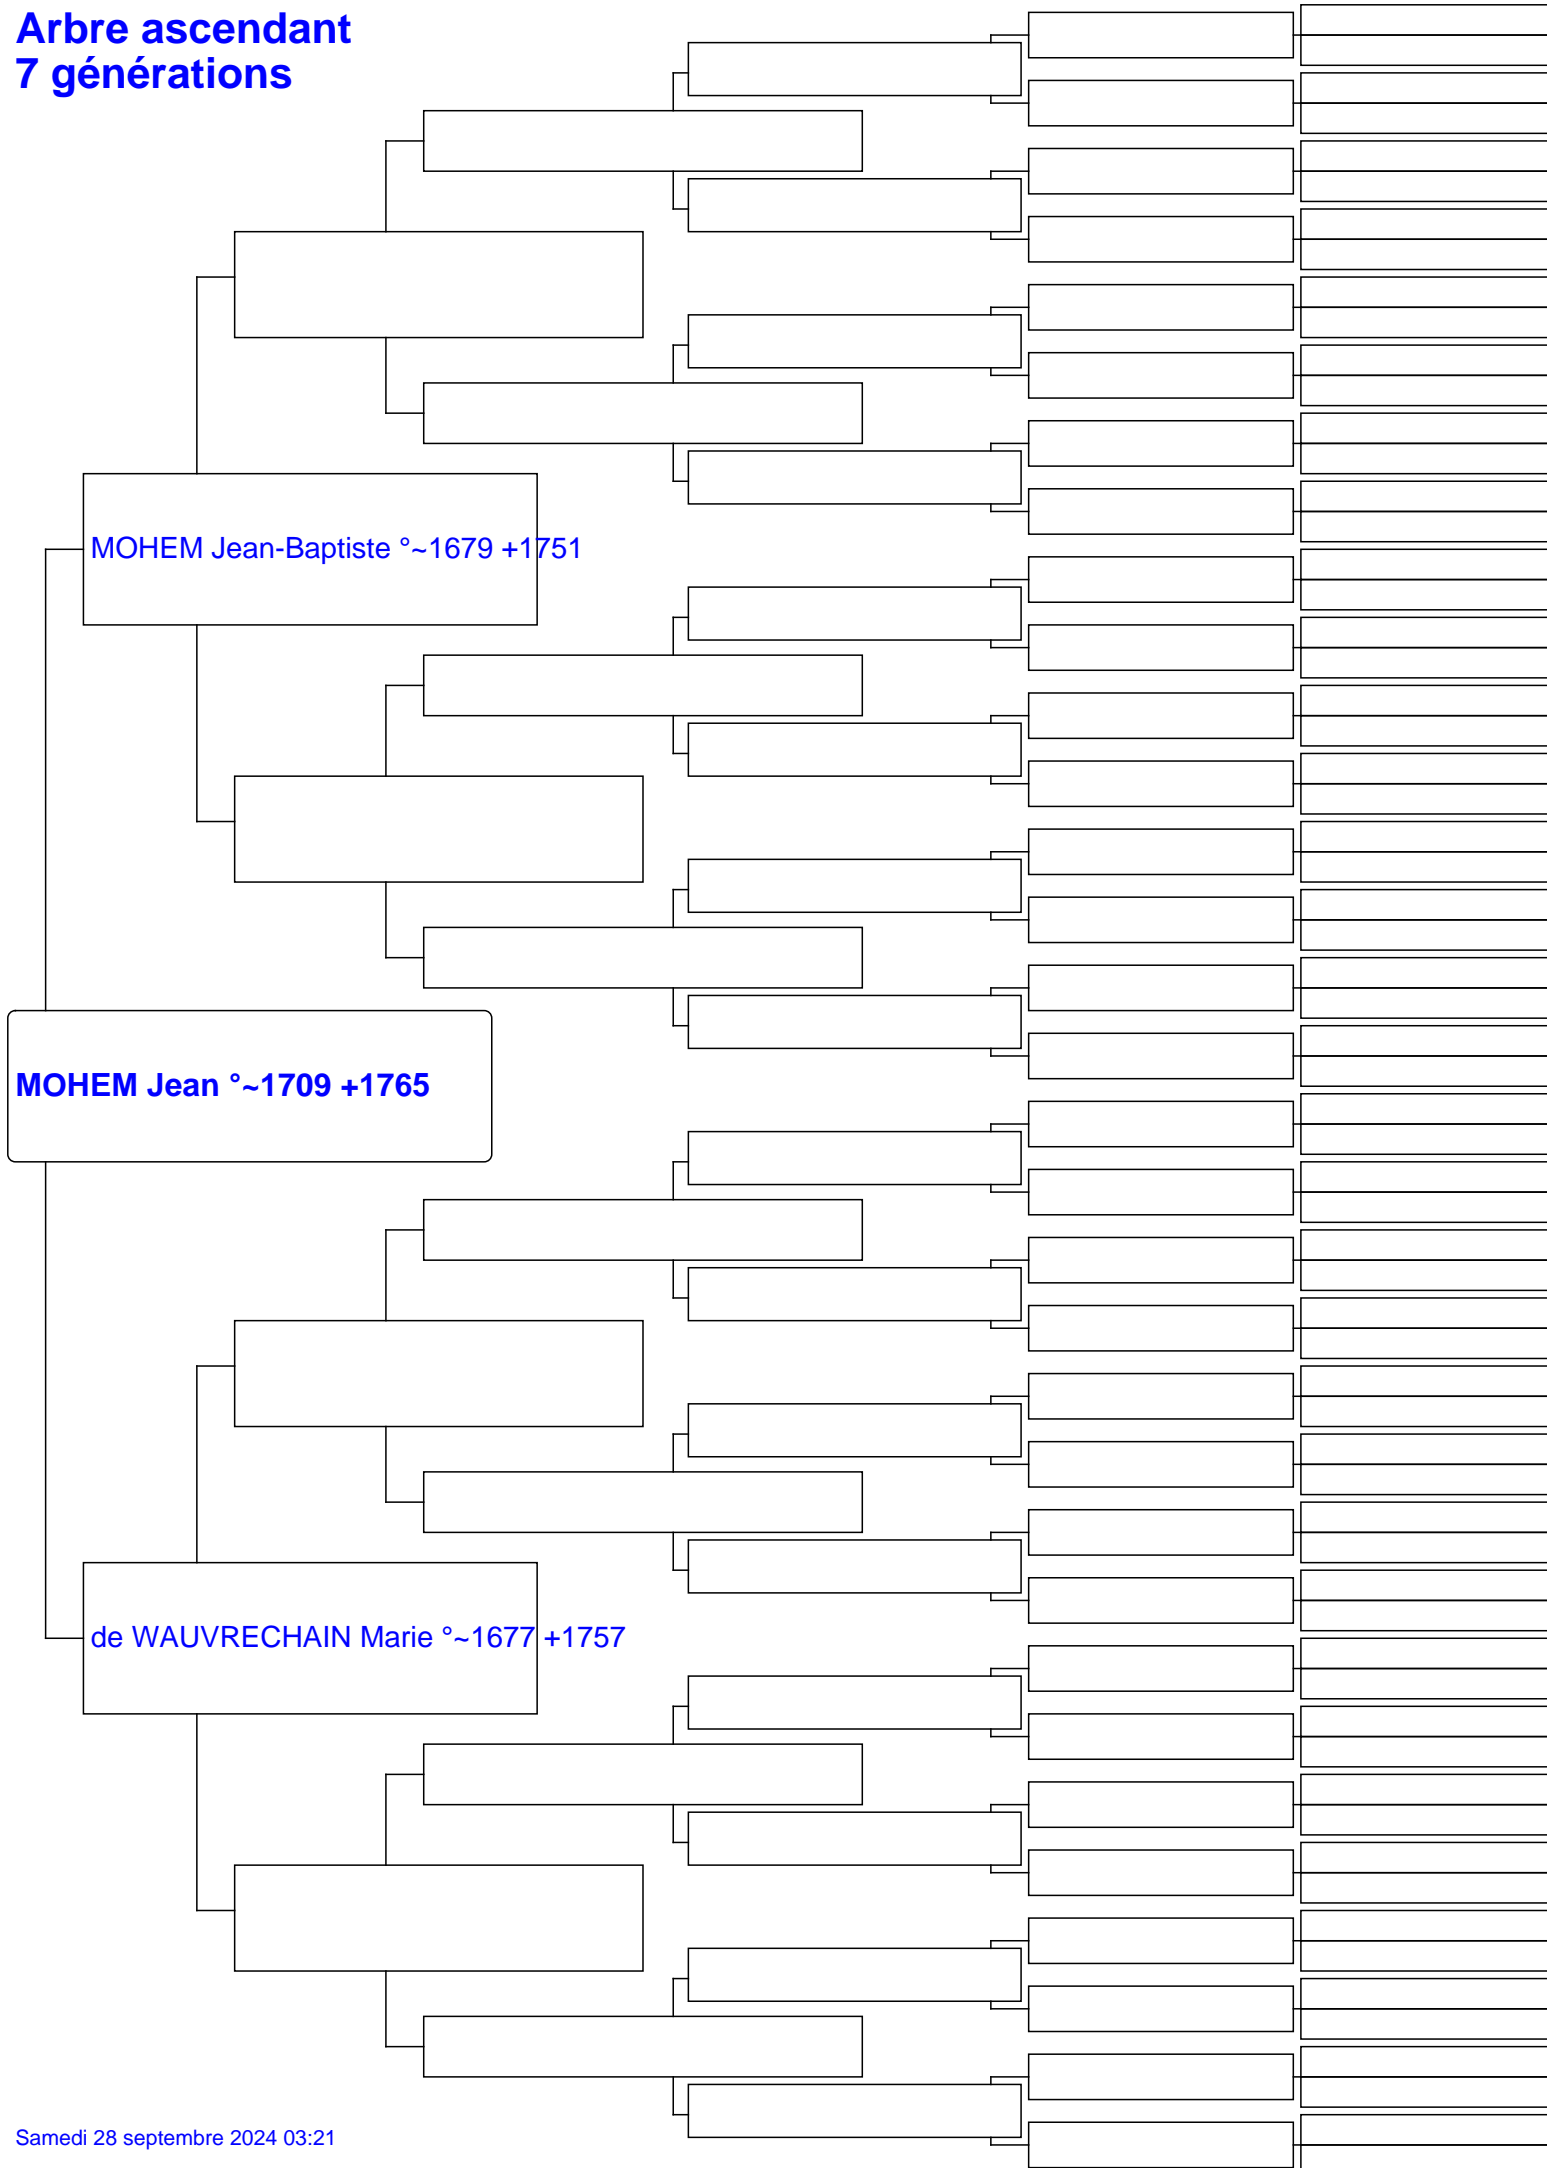 Arbre ascendant
7 générations
MOHEM Jean-Baptiste °~1679 +1751
MOHEM Jean °~1709 +1765
de WAUVRECHAIN Marie °~1677 +1757
Samedi 28 septembre 2024 03:21